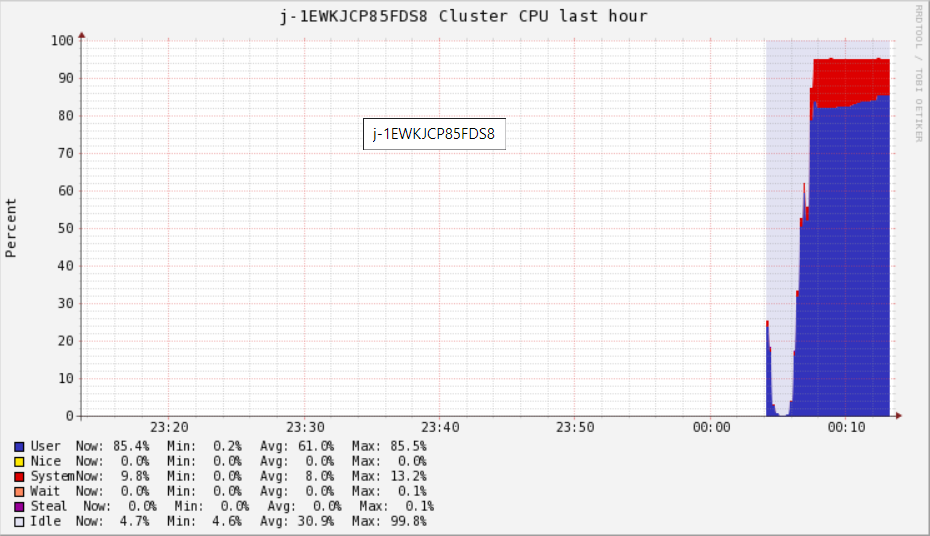 j-1EWKJCP85FDS8 Cluster CPU last hour
RRDTOOL / TOBI OETIKER
Percent
100
90
80
70
60
50
40
30
20
10
0
j-1EWKJCP85FDS8
23:20 23:30 23:40 23:50 00:00 00:10
User Now: 85.4% Min: 0.2% Avg: 61.0% Max: 85.5%
Nice Now: 0.0% Min: 0.0% Avg: 0.0% Max: 0.0%
System Now: 9.8% Min: 0.0% Avg: 8.0% Max: 13.2%
Wait Now: 0.0% Min: 0.0% Avg: 0.0% Max: 0.1%
Steal Now: 0.0% Min: 0.0% Avg: 0.0% Max: 0.1%
Idle Now: 4.7% Min: 4.6% Avg: 30.9% Max: 99.8%